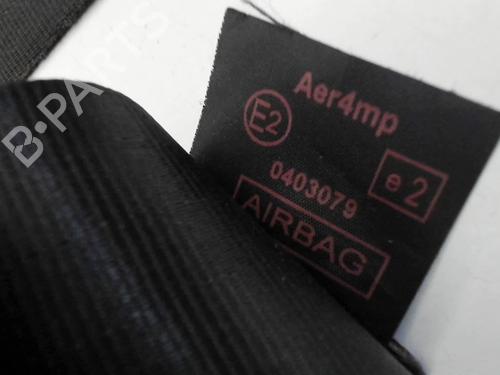 B-PARTS
Aer4mp
E2
e 2
0403079
AIRBAG